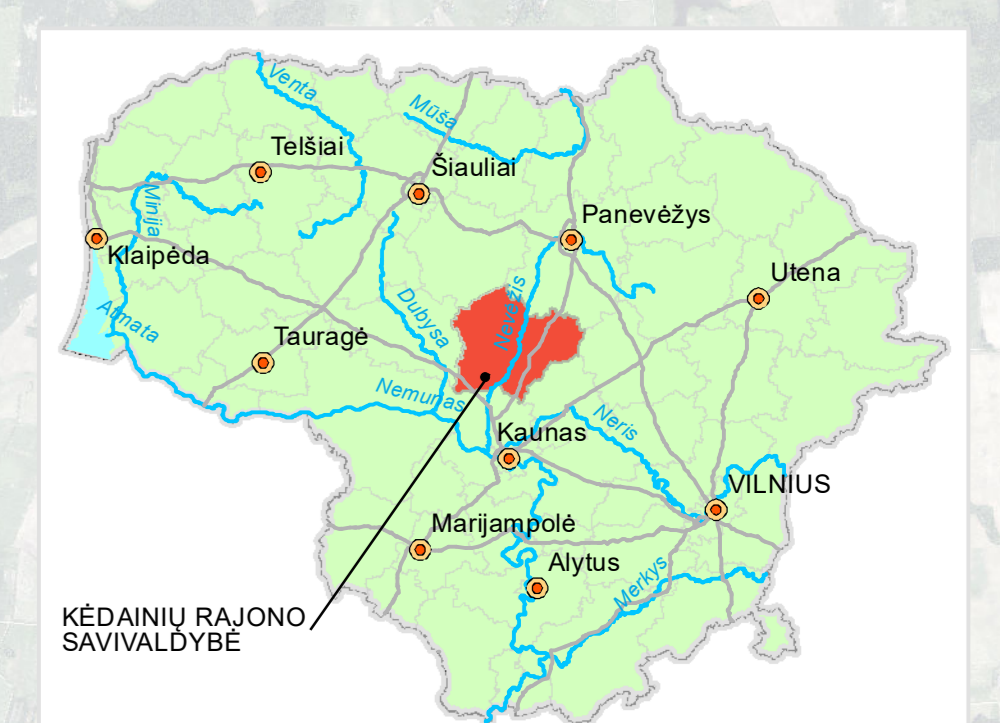 Venta
Mūša
Telšiai
Šiauliai
Minija
Panevėžys
Klaipėda
Utena
Atmata
Dubysa
Nevėžis
Tauragė
Nemunas
Neris
Kaunas
VILNIUS
Marijampolė
Alytus
Merkys
KĖDAINIŲ RAJONO
SAVIVALDYBĖ